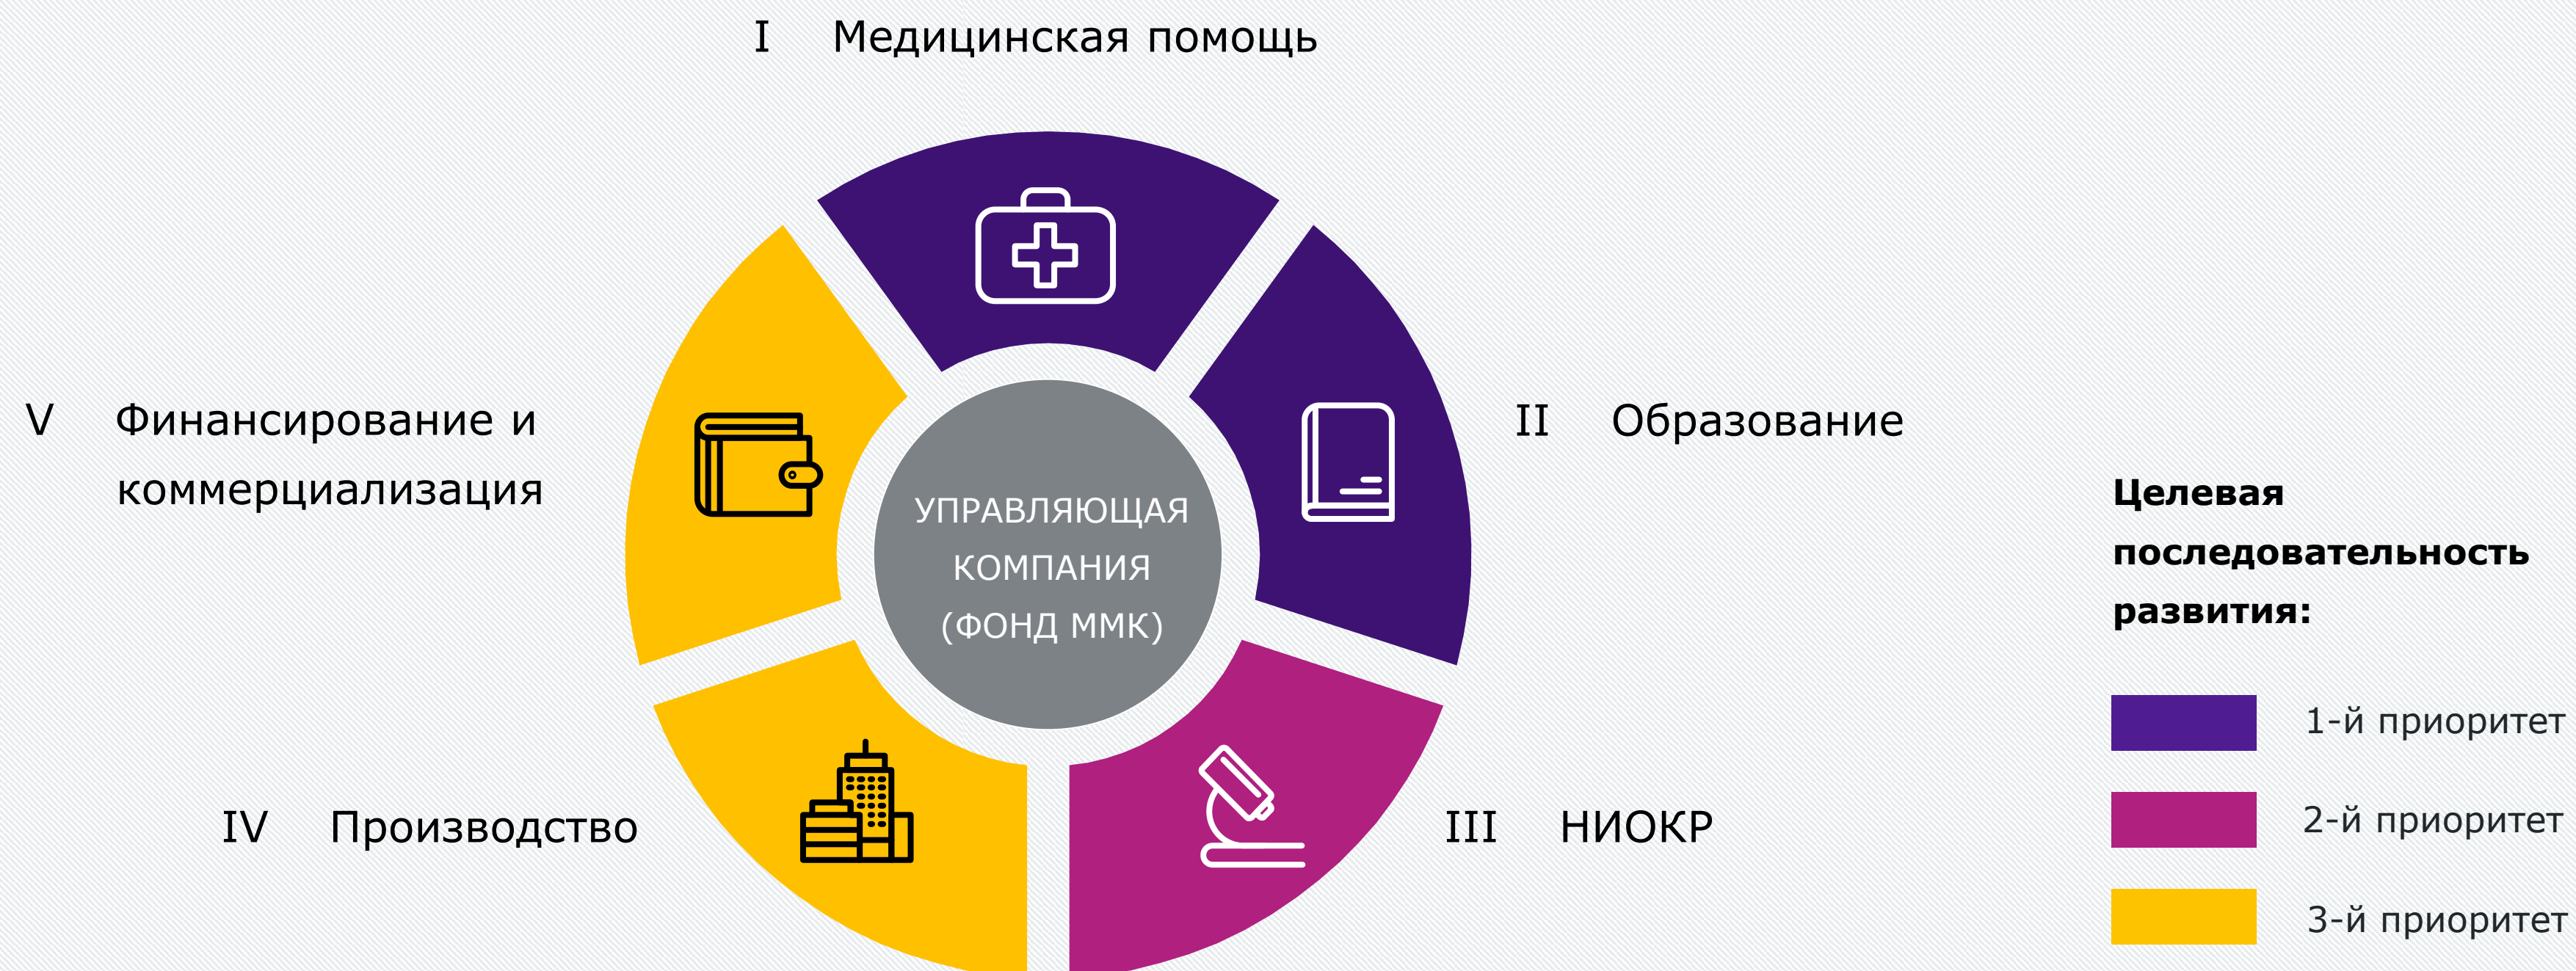 I Медицинская помощь
V Финансирование и
коммерциализация
II Образование
УПРАВЛЯЮЩАЯ
КОМПАНИЯ
(ФОНД ММК)
IV Производство
III НИОКР
Целевая
последовательность
развития:
1-й приоритет
2-й приоритет
3-й приоритет